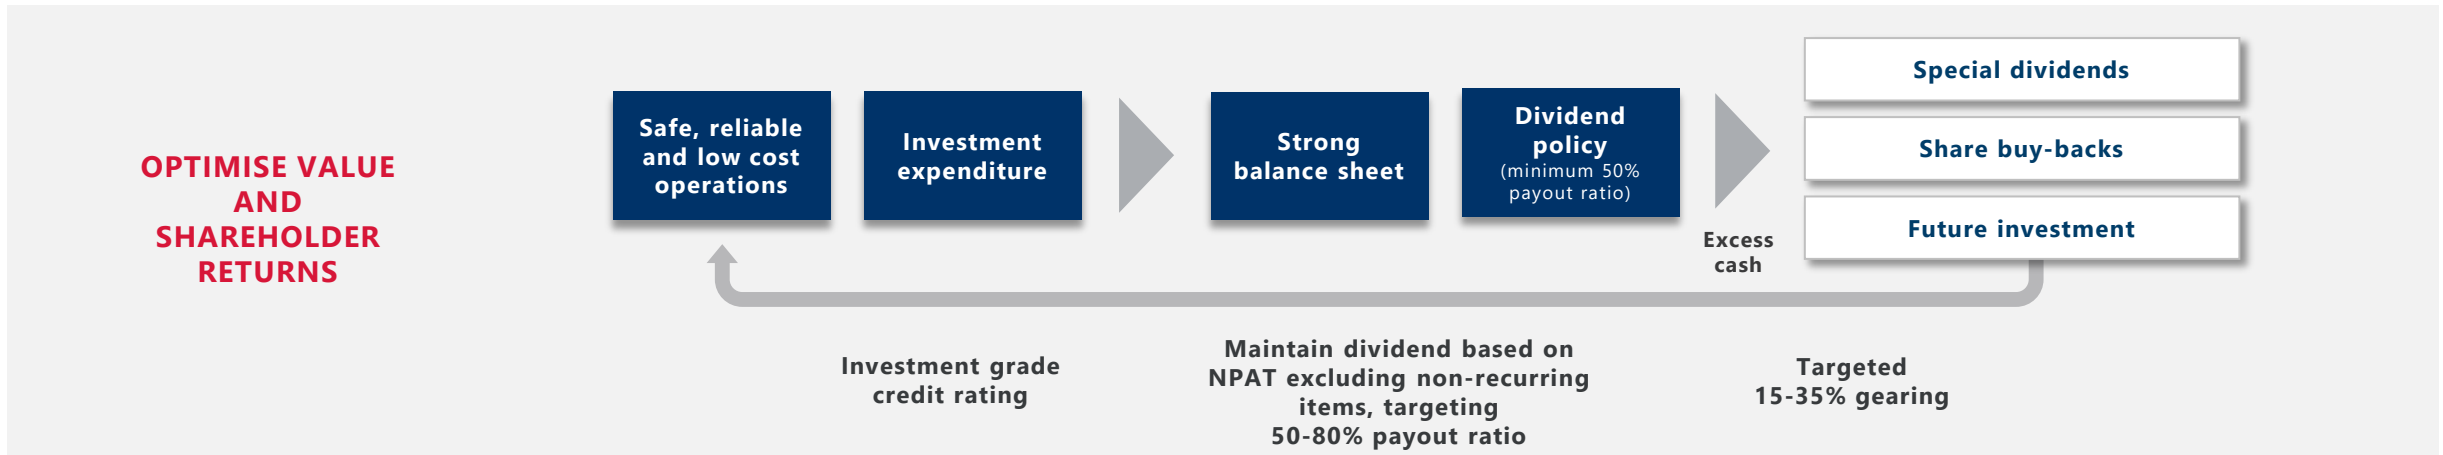 OPTIMISE VALUE
AND
SHAREHOLDER
RETURNS
Safe, reliable
and low cost
operations
Investment
expenditure
Strong
balance sheet
Dividend
policy
(minimum 50%
payout ratio)
Excess
cash
Special dividends
Share buy-backs
Future investment
Investment grade
credit rating
Maintain dividend based on
NPAT excluding non-recurring
items, targeting
50-80% payout ratio
Targeted
15-35% gearing